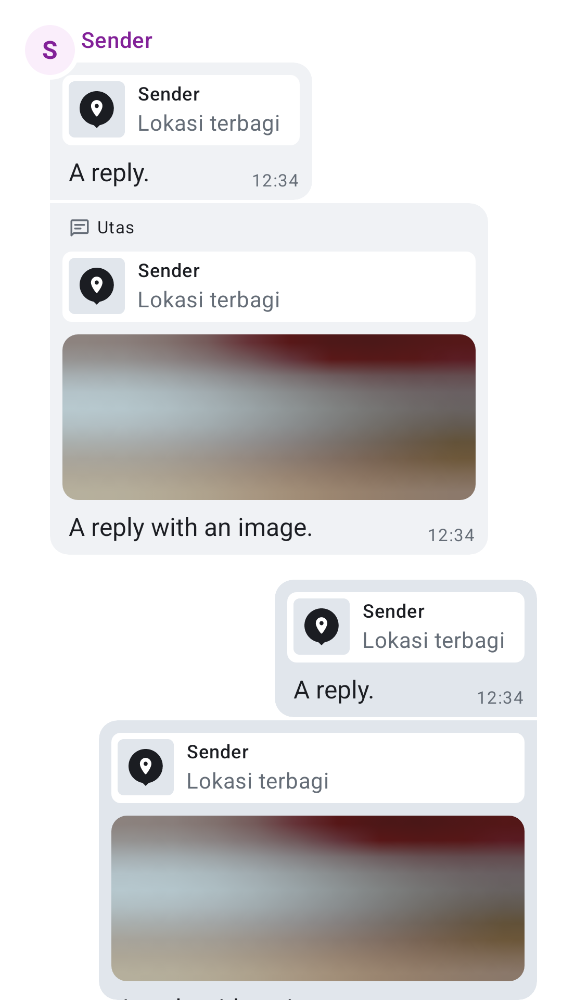 S
Sender
Sender
Lokasi terbagi
A reply.
12:34
Utas
Sender
Lokasi terbagi
A reply with an image.
12:34
Sender
Lokasi terbagi
A reply.
12:34
Sender
Lokasi terbagi